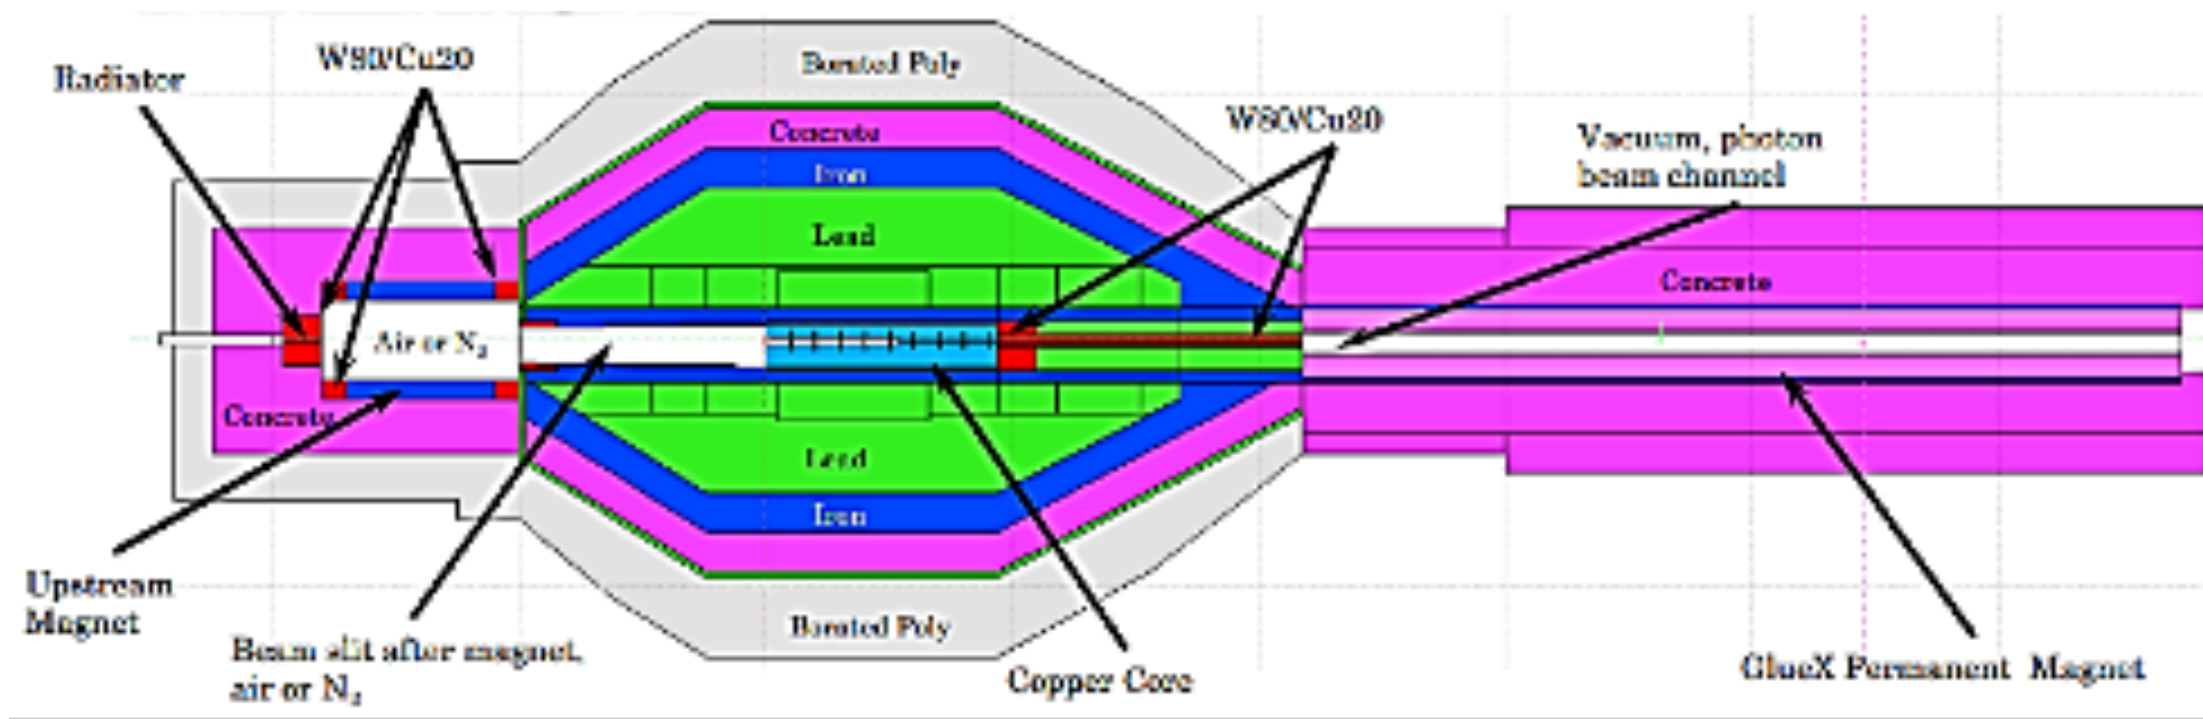 W80/Cu20
Radiator
Borated Poly
W80/Cu20
Concrete
Vacuum, photon
beam channel
Iron
Lead
Concrete
Air or N₂
Concrete
Lead
Iron
Upstream
Magnet
Borated Poly
Beam slit after magnet,
air or N₂
Copper Core
GlueX Permanent Magnet